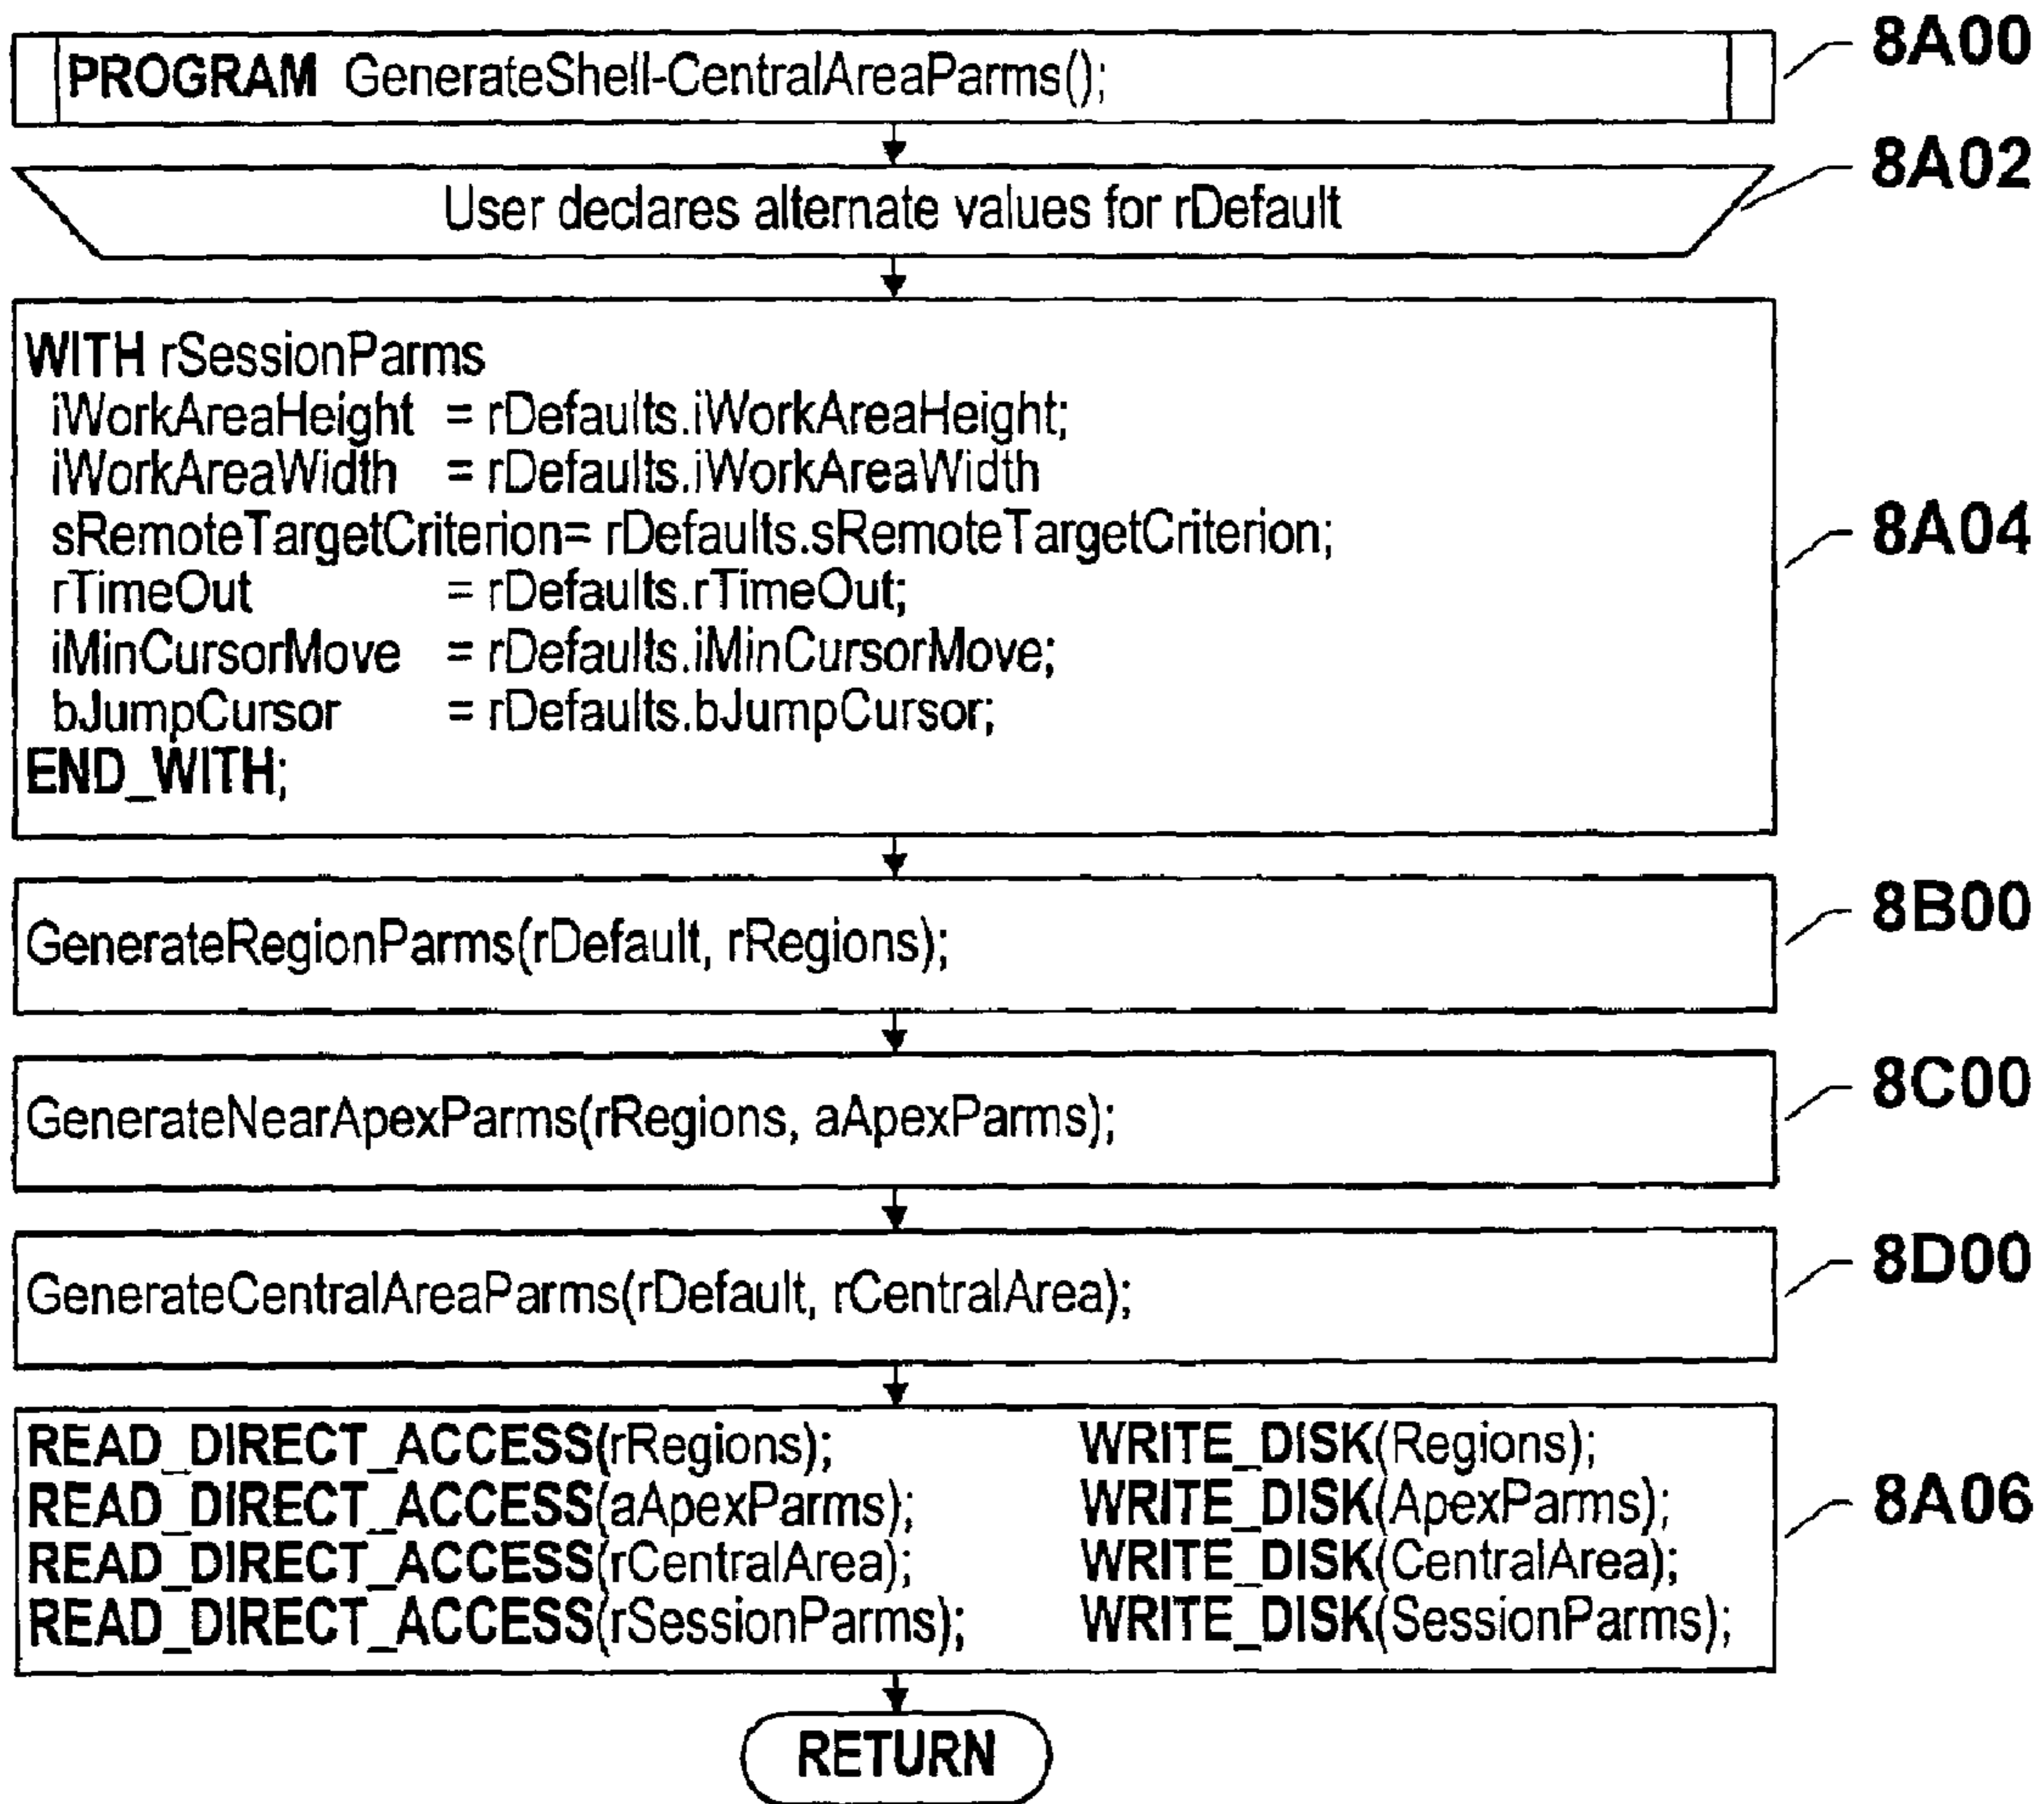 PROGRAM GenerateShell-CentralAreaParms(); 8A00
User declares alternate values for rDefault 8A02
WITH rSessionParms
iWorkAreaHeight = rDefaults.iWorkAreaHeight;
iWorkAreaWidth = rDefaults.iWorkAreaWidth
sRemoteTargetCriterion= rDefaults.sRemoteTargetCriterion; 8A04
rTimeOut = rDefaults.rTimeOut;
iMinCursorMove = rDefaults.iMinCursorMove;
bJumpCursor = rDefaults.bJumpCursor;
END_WITH;
GenerateRegionParms(rDefault, rRegions); 8B00
GenerateNearApexParms(rRegions, aApexParms); 8C00
GenerateCentralAreaParms(rDefault, rCentralArea); 8D00
READ_DIRECT_ACCESS(rRegions); WRITE_DISK(Regions);
READ_DIRECT_ACCESS(aApexParms); WRITE_DISK(ApexParms); 8A06
READ_DIRECT_ACCESS(rCentralArea); WRITE_DISK(CentralArea);
READ_DIRECT_ACCESS(rSessionParms); WRITE_DISK(SessionParms);
RETURN